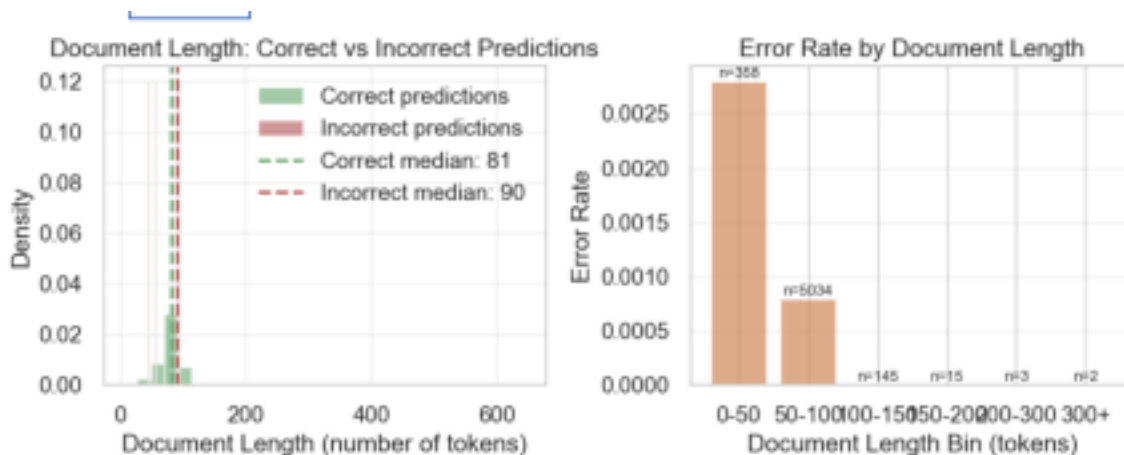 Document Length: Correct vs Incorrect Predictions
0.12
0.10
0.08
0.06
0.04
0.02
0.00
Density
Correct predictions
Incorrect predictions
Correct median: 81
Incorrect median: 90
0 200 400 600
Document Length (number of tokens)
Error Rate by Document Length
0.0025
0.0020
0.0015
0.0010
0.0005
0.0000
Error Rate
n=358
n=5034
n=145 n=15 n=3 n=2
0-50 50-100 100-150 150-200 200-300 300+
Document Length Bin (tokens)